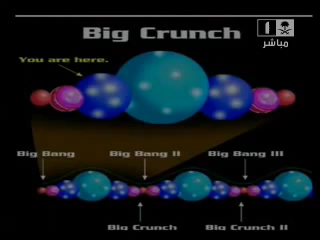 Big Crunch
1
مباشر
You are here.
Big Bang
Big Bang II
Big Bang III
Big Crunch
Big Crunch II